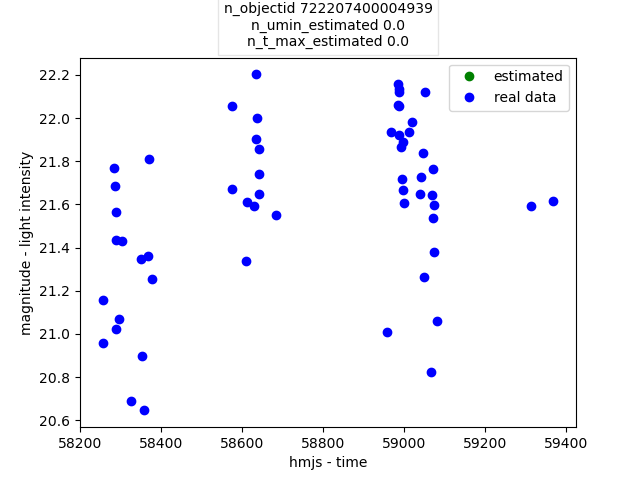 n_objectid 722207400004939
n_umin_estimated 0.0
n_t_max_estimated 0.0
estimated
real data
22.2
22.0
21.8
21.6
21.4
21.2
21.0
20.8
20.6
magnitude - light intensity
58200
58400
58600
58800
59000
59200
59400
hmjs - time